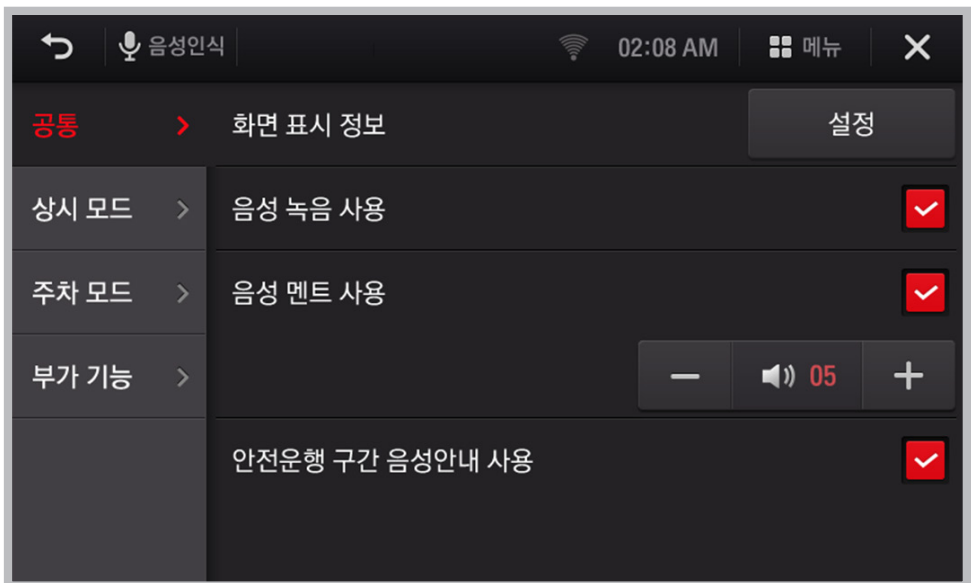 음성인식 02:08 AM 메뉴
공통 화면 표시 정보 설정
상시 모드 음성 녹음 사용
주차 모드 음성 멘트 사용
부가 기능 05
안전운행 구간 음성안내 사용